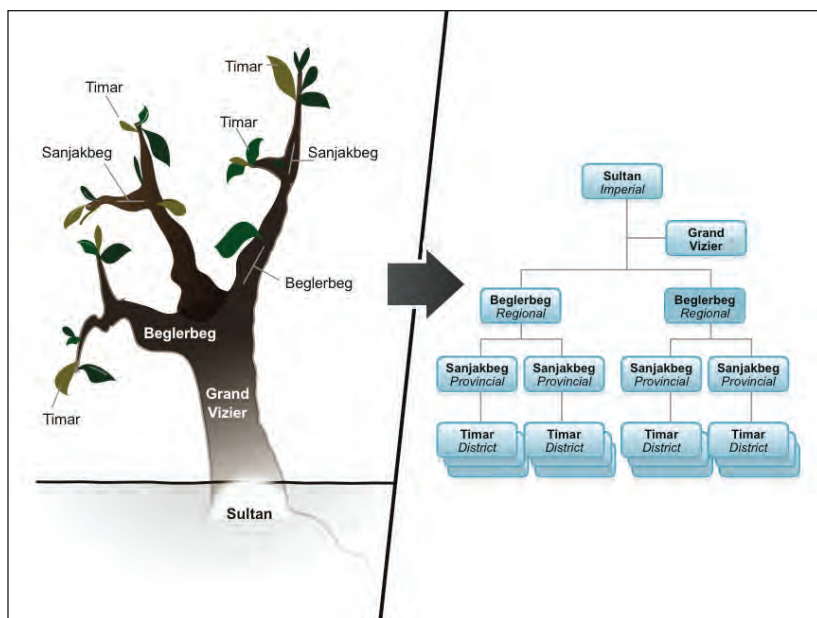 Timar
Timar
Timar
Sanjakbeg
Sanjakbeg
Beglerbeg
Beglerbeg
Grand
Vizier
Timar
Sultan
Sultan
Imperial
Grand
Vizier
Beglerbeg
Regional
Beglerbeg
Regional
Sanjakbeg
Provincial
Sanjakbeg
Provincial
Sanjakbeg
Provincial
Sanjakbeg
Provincial
Timar
District
Timar
District
Timar
District
Timar
District